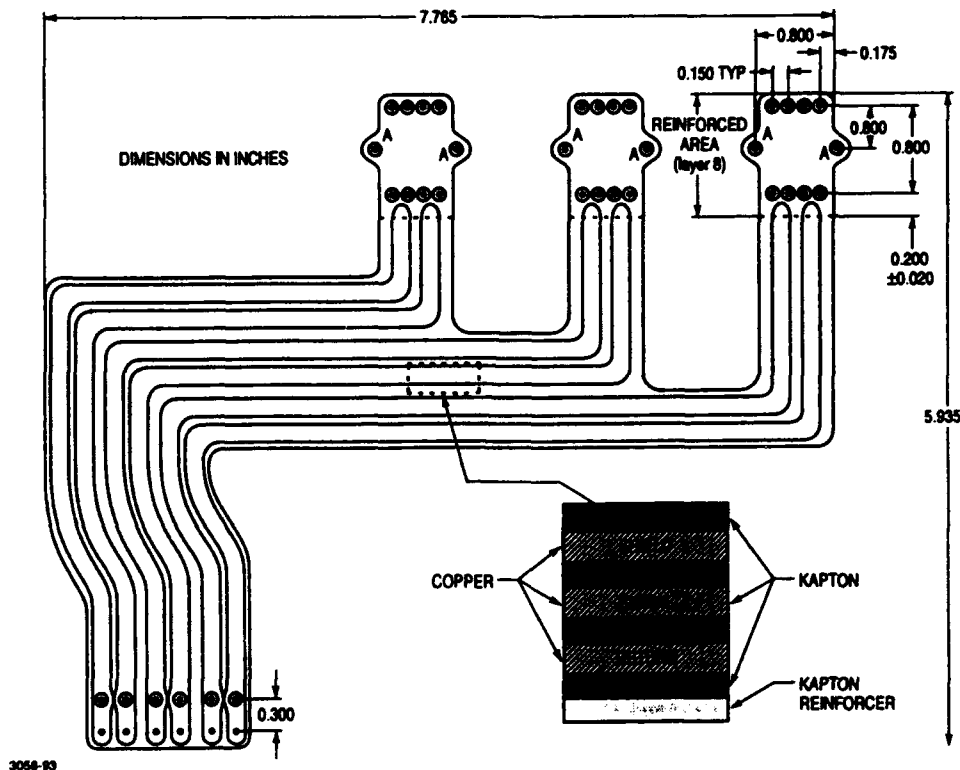 7.765
0.800
0.175
0.150 TYP
REINFORCED
AREA
(layer 8)
A
A
A
A
A
A
0.600
0.800
DIMENSIONS IN INCHES
0.200
±0.020
5.935
COPPER
KAPTON
KAPTON
REINFORCER
0.300
3056-93